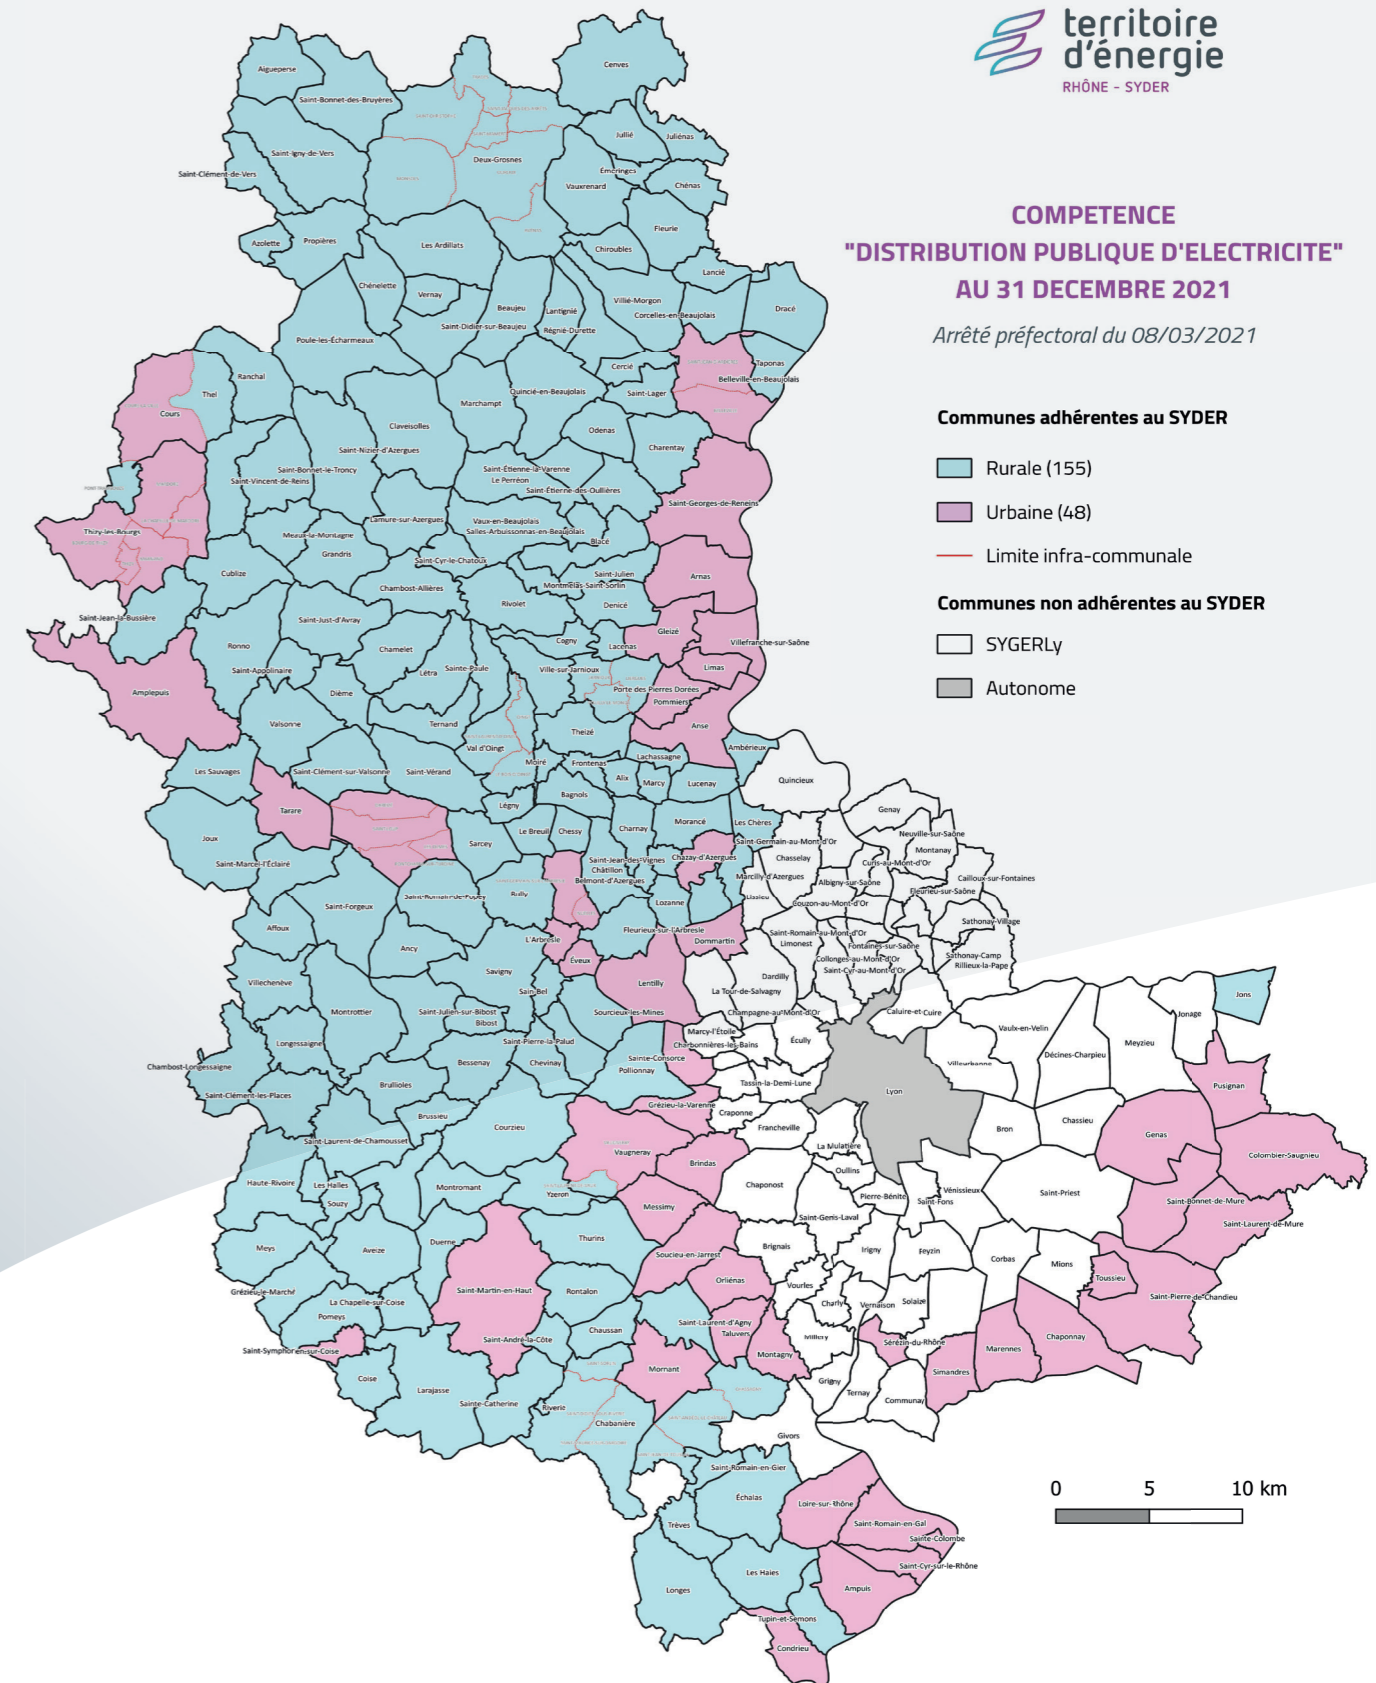 territoire
d'énergie
RHÔNE - SYDER
COMPETENCE
"DISTRIBUTION PUBLIQUE D'ELECTRICITE"
AU 31 DECEMBRE 2021
Arrêté préfectoral du 08/03/2021
Communes adhérentes au SYDER
Rurale (155)
Urbaine (48)
Limite infra-communale
Communes non adhérentes au SYDER
SYGERLy
Autonome
Cenves
Aigueperse
Saint-Bonnet-des-Bruyères
Jullié
Juliénas
Saint-Igny-de-Vers
Deux-Grosnes
Saint-Clément-de-Vers
Émeringes
Vauxrenard
Chénas
Fleurie
Azolette
Propières
Les Ardillats
Chiroubles
Lancié
Chénelette
Vernay
Villié-Morgon
Beaujeu
Lantignié
Dracé
Corcelles-en-Beaujolais
Saint-Didier-sur-Beaujeu
Régnié-Durette
Poule-les-Écharmeaux
Cercié
Taponas
Ranchal
Belleville-en-Beaujolais
Thel
Quincié-en-Beaujolais
Saint-Lager
Marchampt
Cours
Claveisolles
Odenas
Saint-Nizier-d'Azergues
Charentay
Saint-Bonnet-le-Troncy
Saint-Étienne-la-Varenne
Saint-Vincent-de-Reins
Le Perréon
Saint-Étienne-des-Oullières
Saint-Georges-de-Reneins
Lamure-sur-Azergues
Vaux-en-Beaujolais
Thizy-les-Bourgs
Salles-Arbuissonnas-en-Beaujolais
Meaux-la-Montagne
Blacé
Grandris
Saint-Cyr-le-Chatoux
Cublize
Saint-Julien
Arnas
Chambost-Allières
Montmelas-Saint-Sorlin
Rivolet
Denicé
Saint-Jean-la-Bussière
Saint-Just-d'Avray
Gleizé
Cogny
Villefranche-sur-Saône
Ronno
Chamelet
Lacenas
Saint-Appolinaire
Létra
Sainte-Paule
Ville-sur-Jarnioux
Limas
Amplepuis
Dième
Porte des Pierres Dorées
Pommiers
Valsonne
Ternand
Anse
Theizé
Val d'Oingt
Ambérieux
Lachassagne
Moiré
Frontenas
Les Sauvages
Saint-Clément-sur-Valsonne
Saint-Vérand
Alix
Marcy
Lucenay
Quincieux
Bagnols
Légny
Tarare
Genay
Morancé
Les Chères
Joux
Le Breuil
Chessy
Charnay
Neuville-sur-Saône
Sarcey
Saint-Germain-au-Mont-d'Or
Montanay
Saint-Marcel-l'Éclairé
Saint-Jean-des-Vignes
Chazay-d'Azergues
Chasselay
Curis-au-Mont-d'Or
Châtillon
Belmont-d'Azergues
Marcilly-d'Azergues
Albigny-sur-Saône
Cailloux-sur-Fontaines
Saint-Romain-de-Popey
Bully
Fleurieu-sur-Saône
Saint-Forgeux
Lozanne
Lissieu
Couzon-au-Mont-d'Or
Sathonay-Village
Affoux
Fleurieux-sur-l'Arbresle
Saint-Romain-au-Mont-d'Or
L'Arbresle
Dommartin
Limonest
Fontaines-sur-Saône
Ancy
Sathonay-Camp
Éveux
Collonges-au-Mont-d'Or
Rillieux-la-Pape
Savigny
Saint-Cyr-au-Mont-d'Or
Villechenève
Lentilly
Dardilly
Sain-Bel
La Tour-de-Salvagny
Jons
Montrottier
Saint-Julien-sur-Bibost
Sourcieux-les-Mines
Champagne-au-Mont-d'Or
Caluire-et-Cuire
Jonage
Bibost
Vaulx-en-Velin
Marcy-l'Étoile
Longessaigne
Saint-Pierre-la-Palud
Charbonnières-les-Bains
Écully
Meyzieu
Décines-Charpieu
Chambost-Longessaigne
Bessenay
Chevinay
Sainte-Consorce
Villeurbanne
Pollionnay
Brullioles
Tassin-la-Demi-Lune
Pusignan
Saint-Clément-les-Places
Lyon
Grézieu-la-Varenne
Craponne
Brussieu
Chassieu
Courzieu
Francheville
Bron
Genas
Saint-Laurent-de-Chamousset
La Mulatière
Vaugneray
Colombier-Saugnieu
Brindas
Oullins
Haute-Rivoire
Les Halles
Montromant
Chaponost
Yzeron
Pierre-Bénite
Vénissieux
Saint-Priest
Souzy
Saint-Fons
Saint-Bonnet-de-Mure
Messimy
Saint-Genis-Laval
Saint-Laurent-de-Mure
Thurins
Duerne
Brignais
Meys
Aveize
Irigny
Feyzin
Soucieu-en-Jarrest
Corbas
Mions
Orliénas
Toussieu
Vourles
Grézieu-le-Marché
Saint-Martin-en-Haut
Rontalon
Saint-Pierre-de-Chandieu
La Chapelle-sur-Coise
Charly
Vernaison
Solaize
Pomeys
Saint-Laurent-d'Agny
Chaussan
Taluyers
Millery
Chaponnay
Saint-André-la-Côte
Sérézin-du-Rhône
Saint-Symphorien-sur-Coise
Marennes
Montagny
Mornant
Simandres
Coise
Grigny
Larajasse
Ternay
Communay
Sainte-Catherine
Riverie
Chabanière
Givors
Saint-Romain-en-Gier
Échalas
Loire-sur-Rhône
Trèves
Saint-Romain-en-Gal
Sainte-Colombe
Saint-Cyr-sur-le-Rhône
Les Haies
Longes
Ampuis
Tupin-et-Semons
Condrieu
0 5 10 km